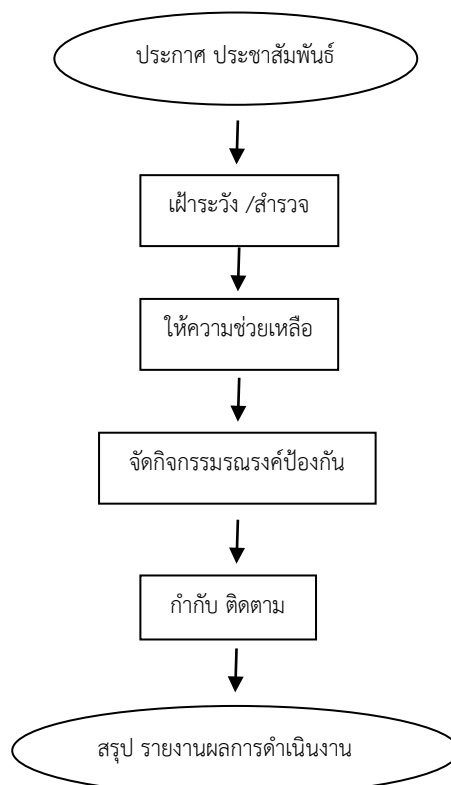 ประกาศ ประชาสัมพันธ์
เฝ้าระวัง /สำรวจ
ให้ความช่วยเหลือ
จัดกิจกรรมรณรงค์ป้องกัน
กำกับ ติดตาม
สรุป รายงานผลการดำเนินงาน